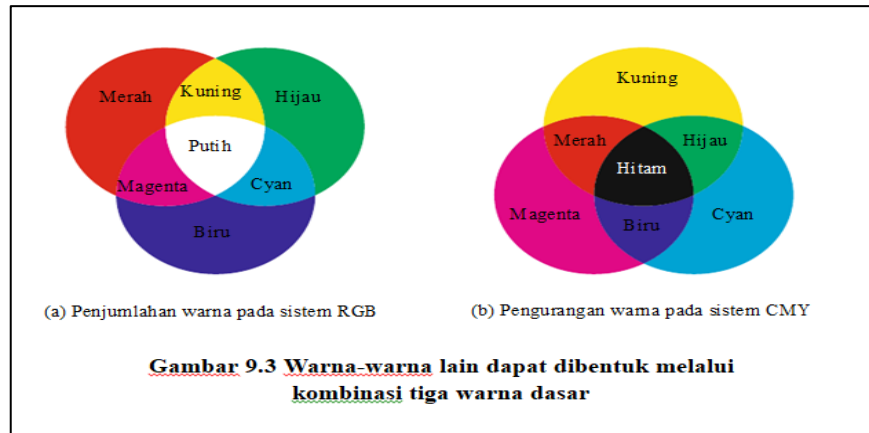 Merah
Kuning
Hijau
Putih
Magenta
Cyan
Biru
(a) Penjumlahan warna pada sistem RGB
Kuning
Merah
Hijau
Hitam
Magenta
Biru
Cyan
(b) Pengurangan warna pada sistem CMY
Gambar 9.3 Warna-warna lain dapat dibentuk melalui
kombinasi tiga warna dasar